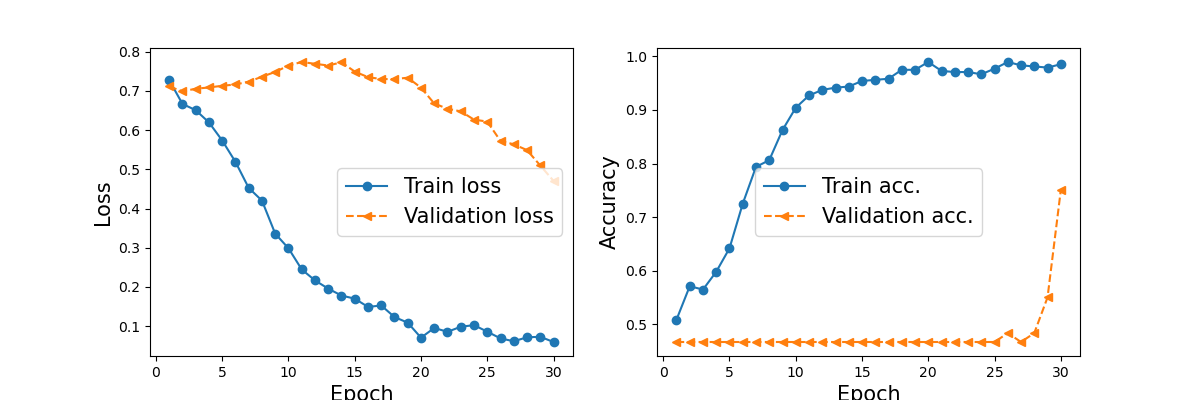 0.8
0.7
0.6
0.5
0.4
0.3
0.2
0.1
Loss
Train loss
Validation loss
0 5 10 15 20 25 30
Epoch
1.0
0.9
0.8
0.7
0.6
0.5
Accuracy
Train acc.
Validation acc.
0 5 10 15 20 25 30
Epoch